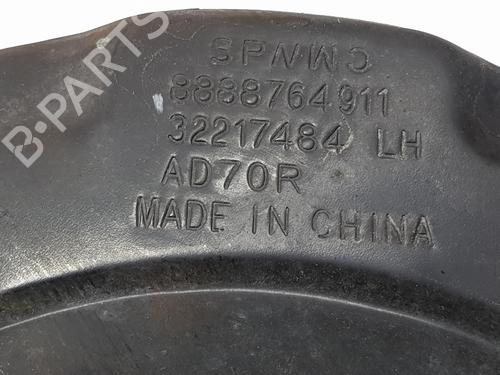 SPNWC
8888764911
32217484 LH
AD70R
MADE IN CHINA
B-PARTS